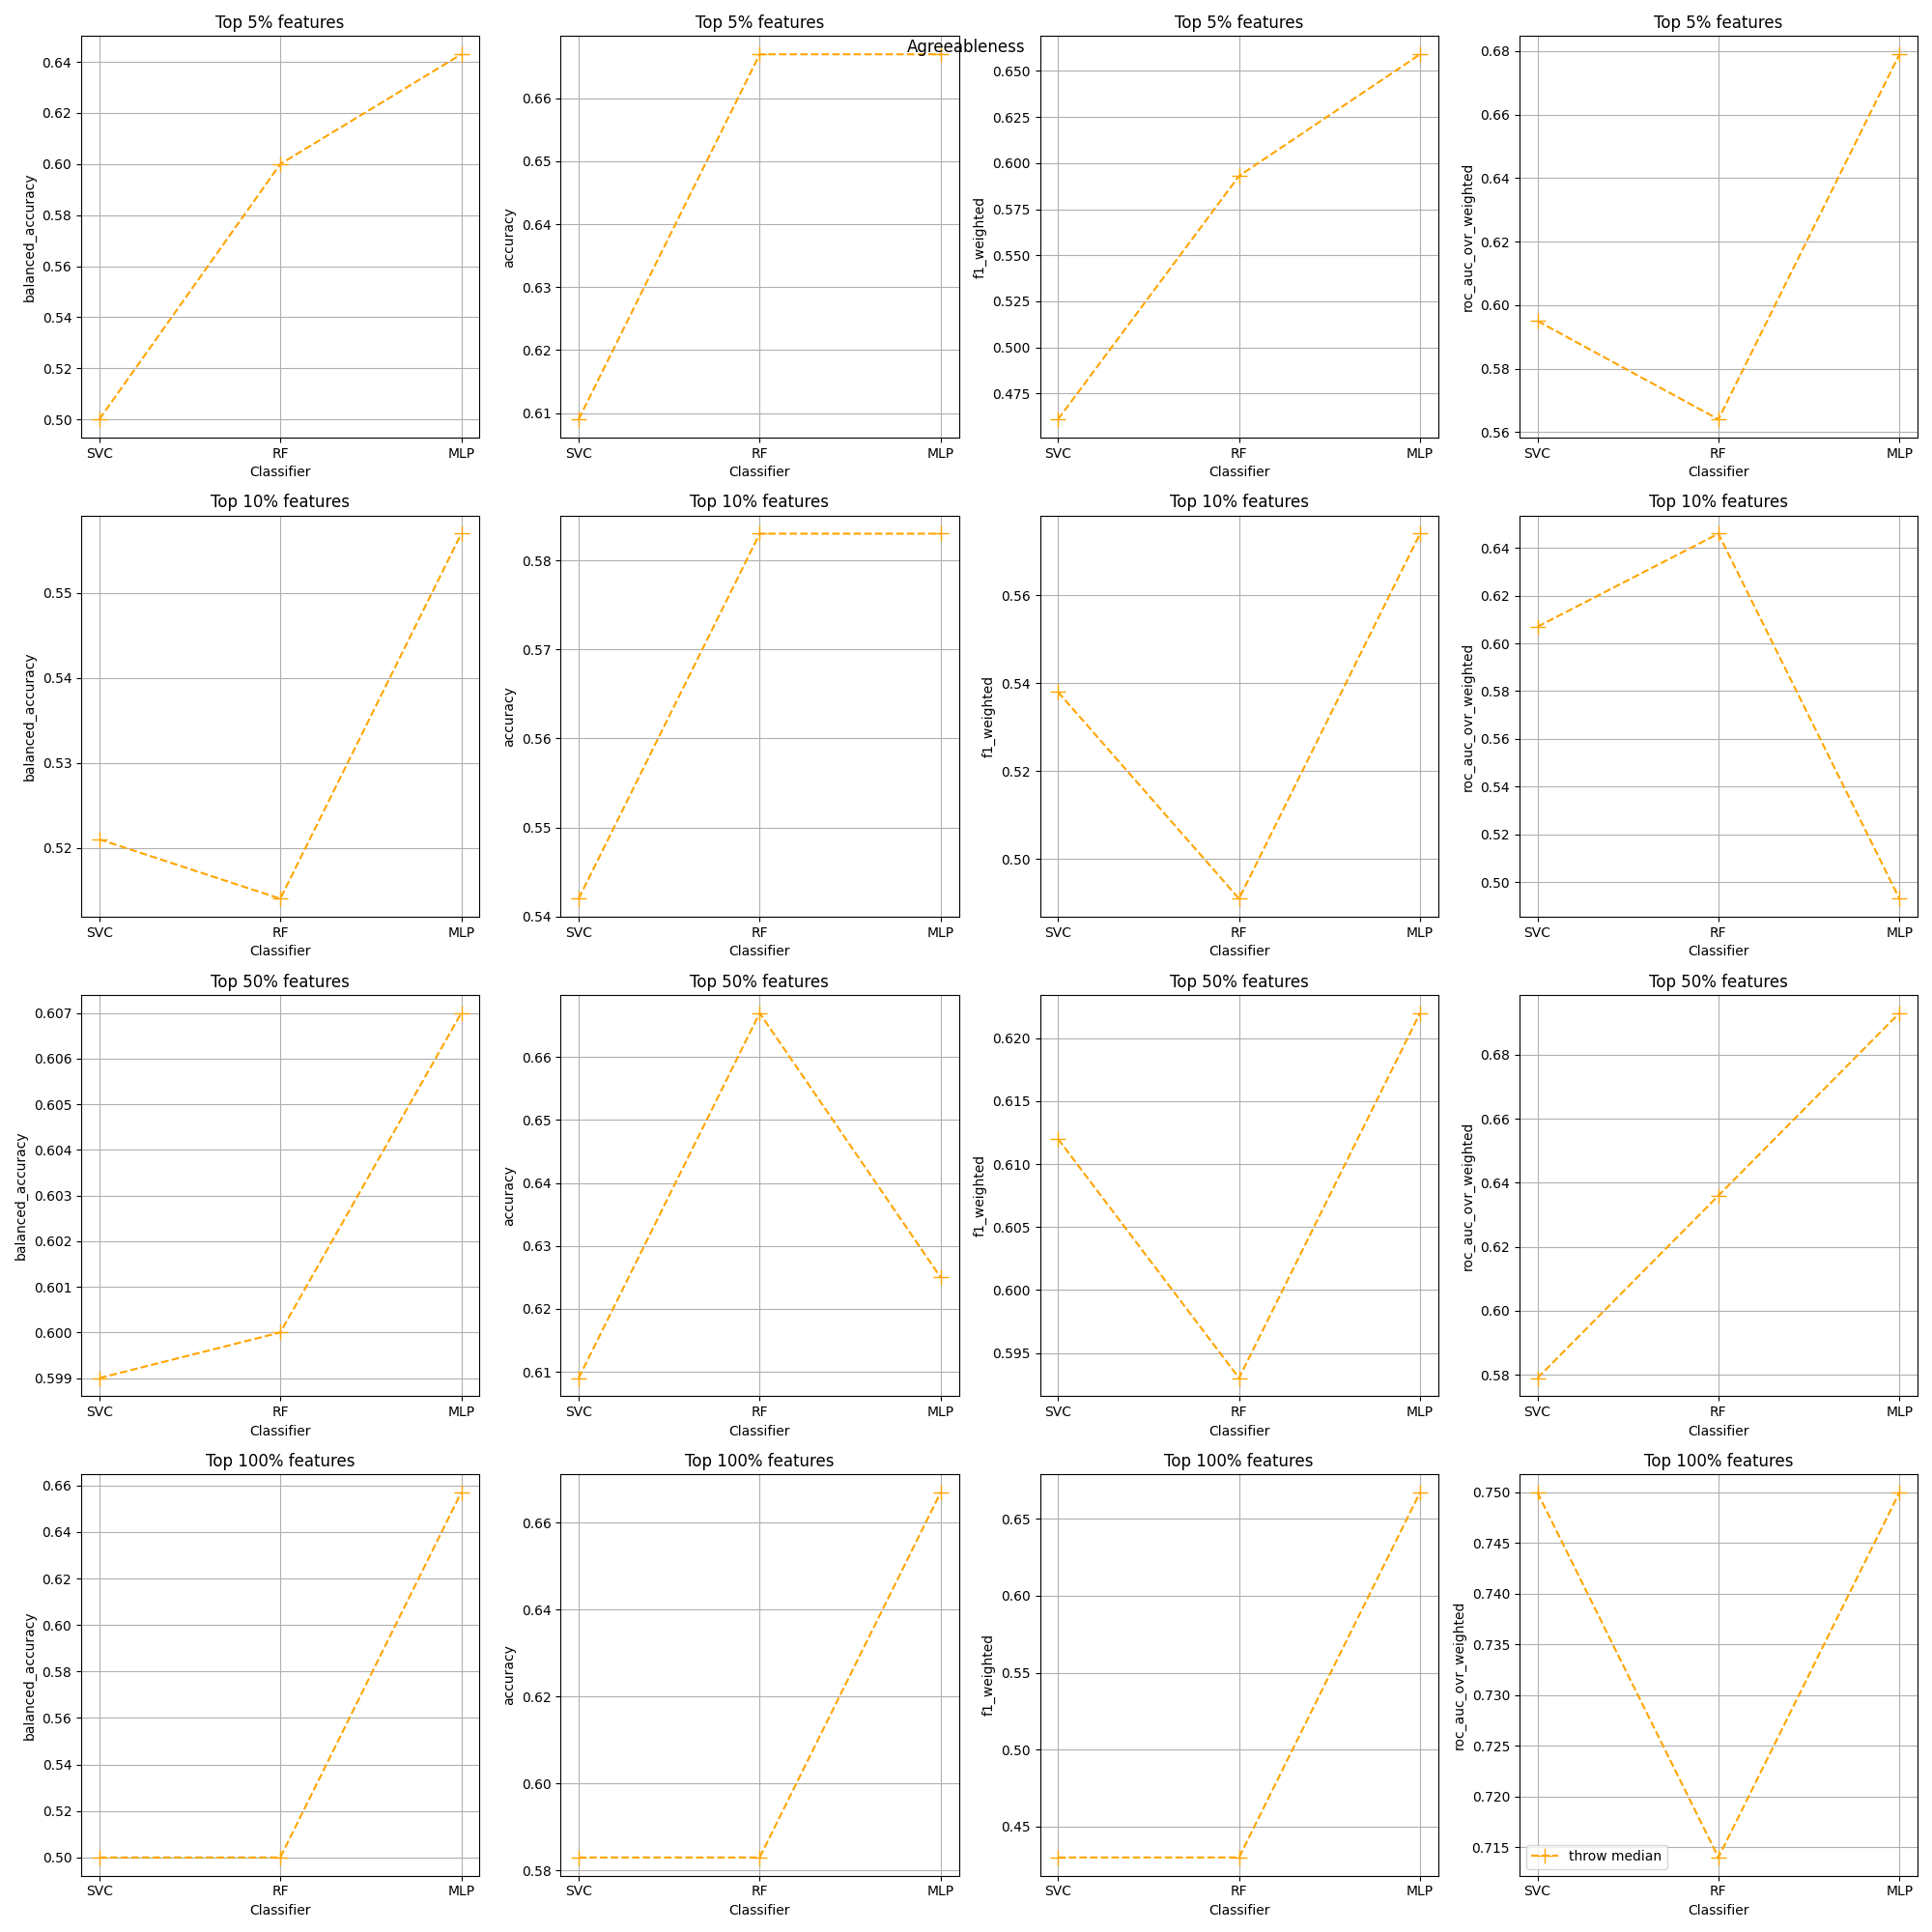 Agreeableness
Top 5% features
balanced_accuracy
0.64
0.62
0.60
0.58
0.56
0.54
0.52
0.50
SVC RF MLP
Classifier
Top 5% features
accuracy
0.66
0.65
0.64
0.63
0.62
0.61
SVC RF MLP
Classifier
Top 5% features
f1_weighted
0.650
0.625
0.600
0.575
0.550
0.525
0.500
0.475
SVC RF MLP
Classifier
Top 5% features
roc_auc_ovr_weighted
0.68
0.66
0.64
0.62
0.60
0.58
0.56
SVC RF MLP
Classifier
Top 10% features
balanced_accuracy
0.55
0.54
0.53
0.52
SVC RF MLP
Classifier
Top 10% features
accuracy
0.58
0.57
0.56
0.55
0.54
SVC RF MLP
Classifier
Top 10% features
f1_weighted
0.56
0.54
0.52
0.50
SVC RF MLP
Classifier
Top 10% features
roc_auc_ovr_weighted
0.64
0.62
0.60
0.58
0.56
0.54
0.52
0.50
SVC RF MLP
Classifier
Top 50% features
balanced_accuracy
0.607
0.606
0.605
0.604
0.603
0.602
0.601
0.600
0.599
SVC RF MLP
Classifier
Top 50% features
accuracy
0.66
0.65
0.64
0.63
0.62
0.61
SVC RF MLP
Classifier
Top 50% features
f1_weighted
0.620
0.615
0.610
0.605
0.600
0.595
SVC RF MLP
Classifier
Top 50% features
roc_auc_ovr_weighted
0.68
0.66
0.64
0.62
0.60
0.58
SVC RF MLP
Classifier
Top 100% features
balanced_accuracy
0.66
0.64
0.62
0.60
0.58
0.56
0.54
0.52
0.50
SVC RF MLP
Classifier
Top 100% features
accuracy
0.66
0.64
0.62
0.60
0.58
SVC RF MLP
Classifier
Top 100% features
f1_weighted
0.65
0.60
0.55
0.50
0.45
SVC RF MLP
Classifier
Top 100% features
roc_auc_ovr_weighted
0.750
0.745
0.740
0.735
0.730
0.725
0.720
0.715
throw median
SVC RF MLP
Classifier